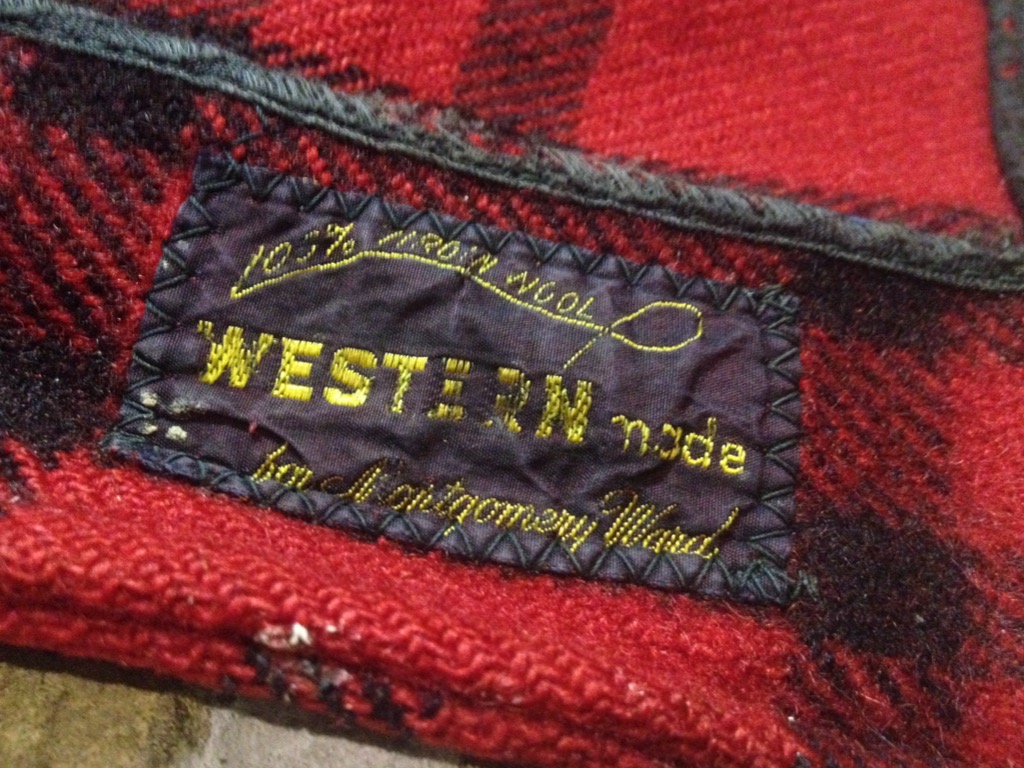 100% VIRGIN WOOL
WESTERN made
for Montgomery Ward